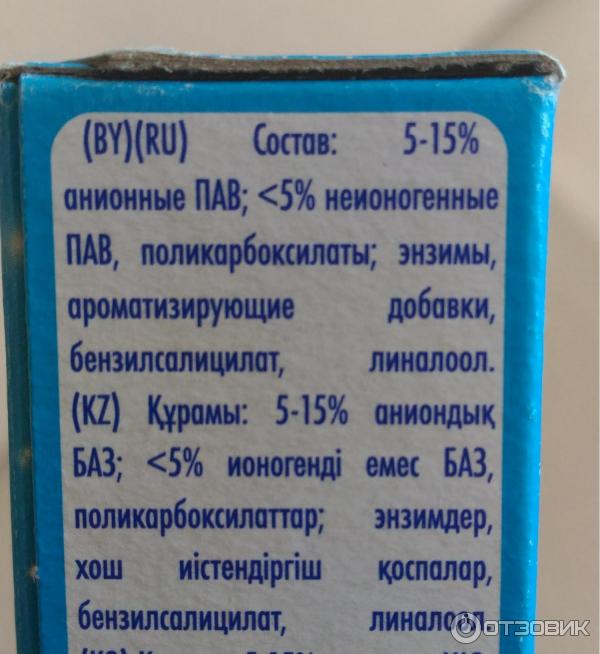 (BY)(RU) Состав: 5-15%
анионные ПАВ; <5% неионогенные
ПАВ, поликарбоксилаты; энзимы,
ароматизирующие добавки,
бензилсалицилат, линалоол.
(KZ) Құрамы: 5-15% аниондық
БАЗ; <5% ионогенді емес БАЗ,
поликарбоксилаттар; энзимдер,
хош иістендіргіш қоспалар,
бензилсалицилат, линалоол.
ОТЗОВИК